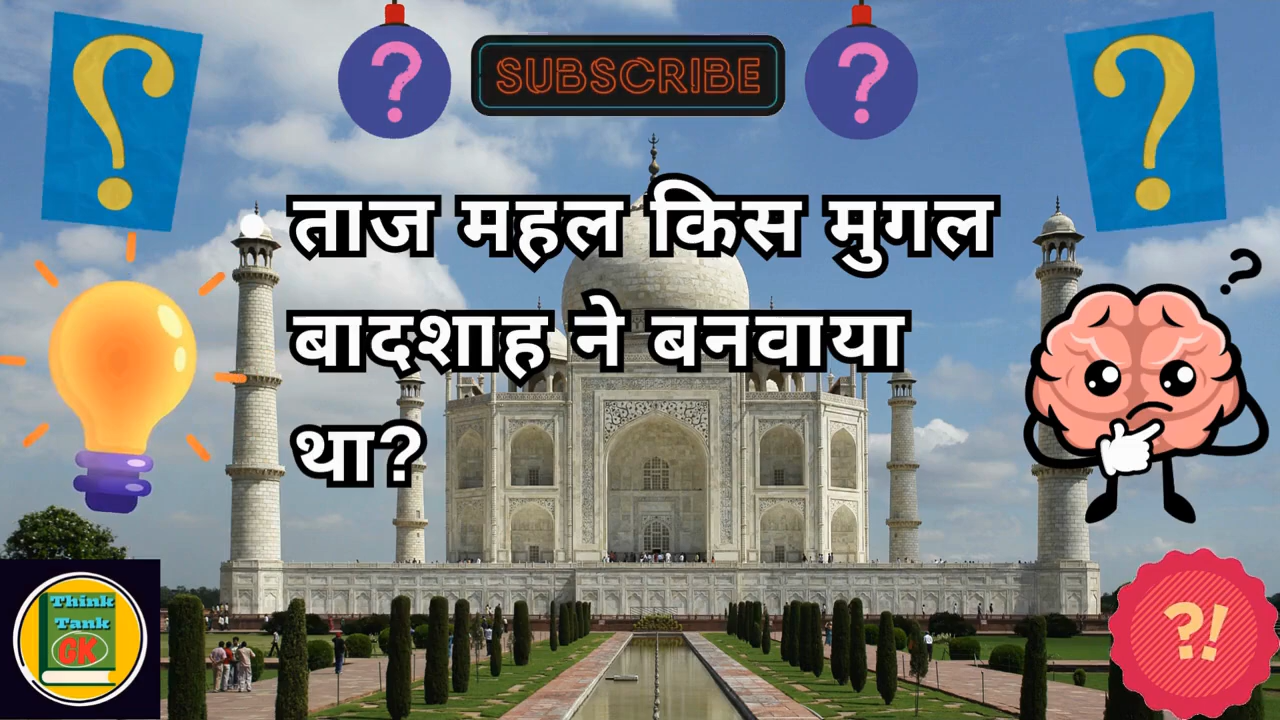 SUBSCRIBE
ताज महल किस मुगल
बादशाह ने बनवाया
था?
Think
Tank
GK
?!